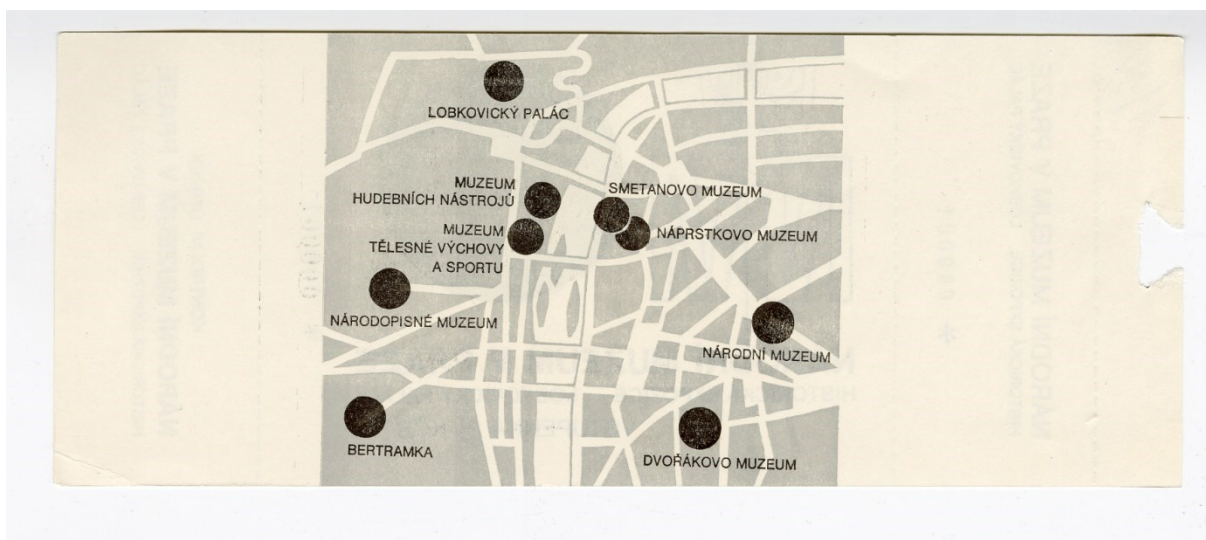 LOBKOVICKÝ PALÁC
MUZEUM
HUDEBNÍCH NÁSTROJŮ
SMETANOVO MUZEUM
MUZEUM
TĚLESNÉ VÝCHOVY
A SPORTU
NÁPRSTKOVO MUZEUM
NÁRODOPISNÉ MUZEUM
NÁRODNÍ MUZEUM
BERTRAMKA
DVOŘÁKOVO MUZEUM